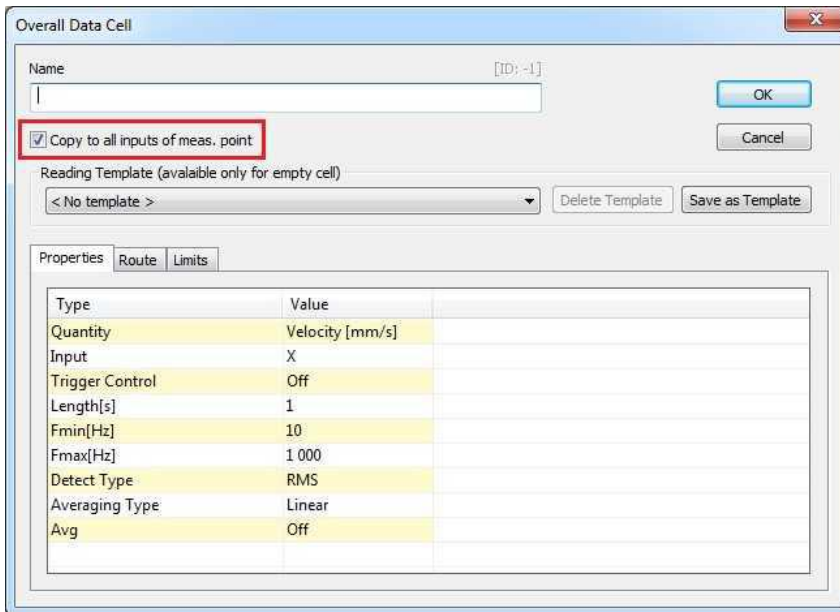 Overall Data Cell
Name [ID: -1]
OK
Copy to all inputs of meas. point
Cancel
Reading Template (avalaible only for empty cell)
< No template > Delete Template Save as Template
Properties Route Limits
Type Value
Quantity Velocity [mm/s]
Input X
Trigger Control Off
Length[s] 1
Fmin[Hz] 10
Fmax[Hz] 1 000
Detect Type RMS
Averaging Type Linear
Avg Off